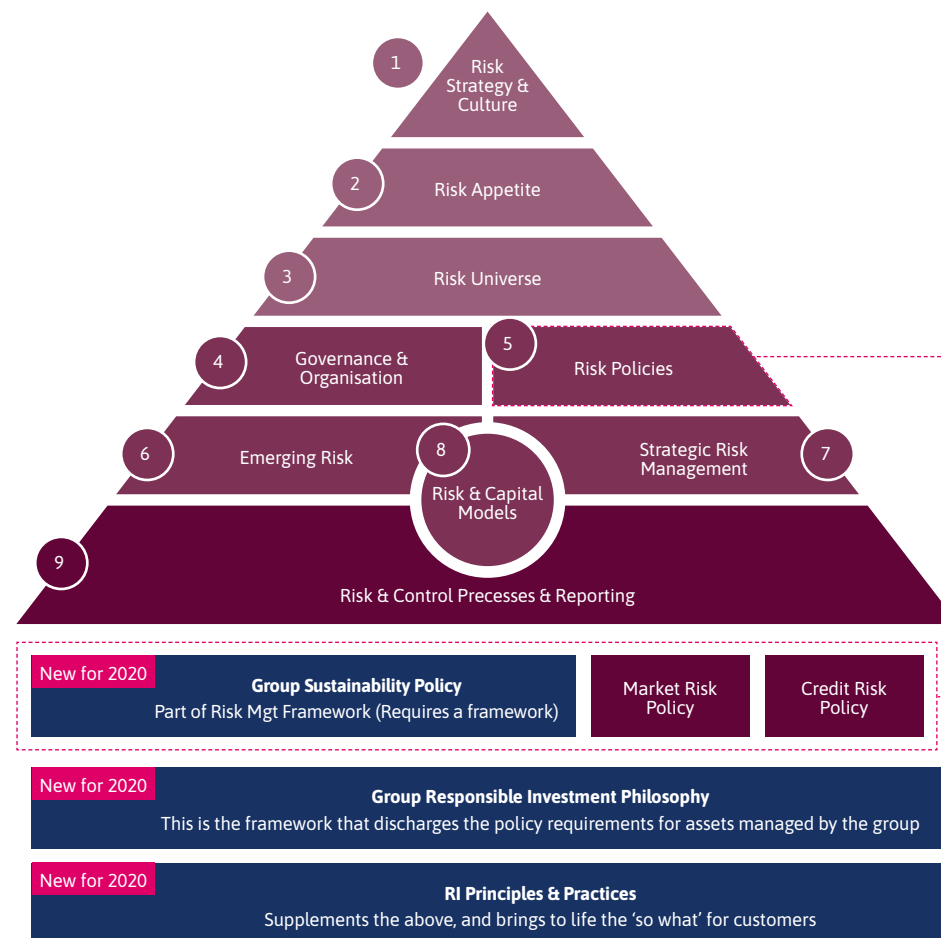 1
Risk
Strategy &
Culture
2
Risk Appetite
3
Risk Universe
4
Governance &
Organisation
5
Risk Policies
6
Emerging Risk
8
Risk & Capital
Models
Strategic Risk
Management
7
9
Risk & Control Precesses & Reporting
New for 2020
Group Sustainability Policy
Part of Risk Mgt Framework (Requires a framework)
Market Risk
Policy
Credit Risk
Policy
New for 2020
Group Responsible Investment Philosophy
This is the framework that discharges the policy requirements for assets managed by the group
New for 2020
RI Principles & Practices
Supplements the above, and brings to life the ‘so what’ for customers